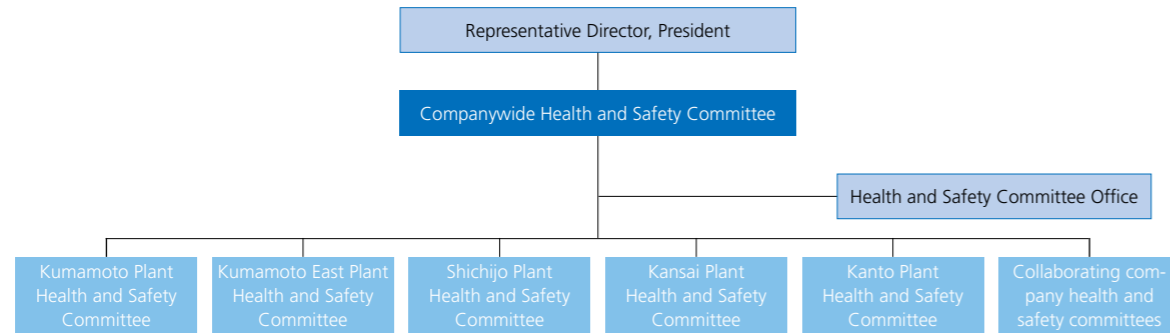 Representative Director, President
Companywide Health and Safety Committee
Health and Safety Committee Office
Kumamoto Plant
Health and Safety
Committee
Kumamoto East Plant
Health and Safety
Committee
Shichijo Plant
Health and Safety
Committee
Kansai Plant
Health and Safety
Committee
Kanto Plant
Health and Safety
Committee
Collaborating com-
pany health and
safety committees